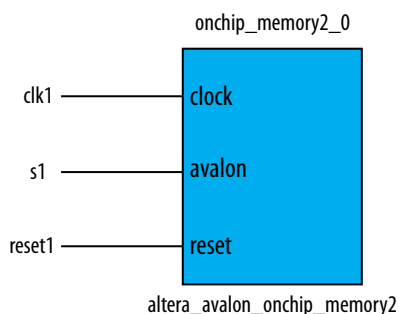 onchip_memory2_0
clk1 clock
s1 avalon
reset1 reset
altera_avalon_onchip_memory2